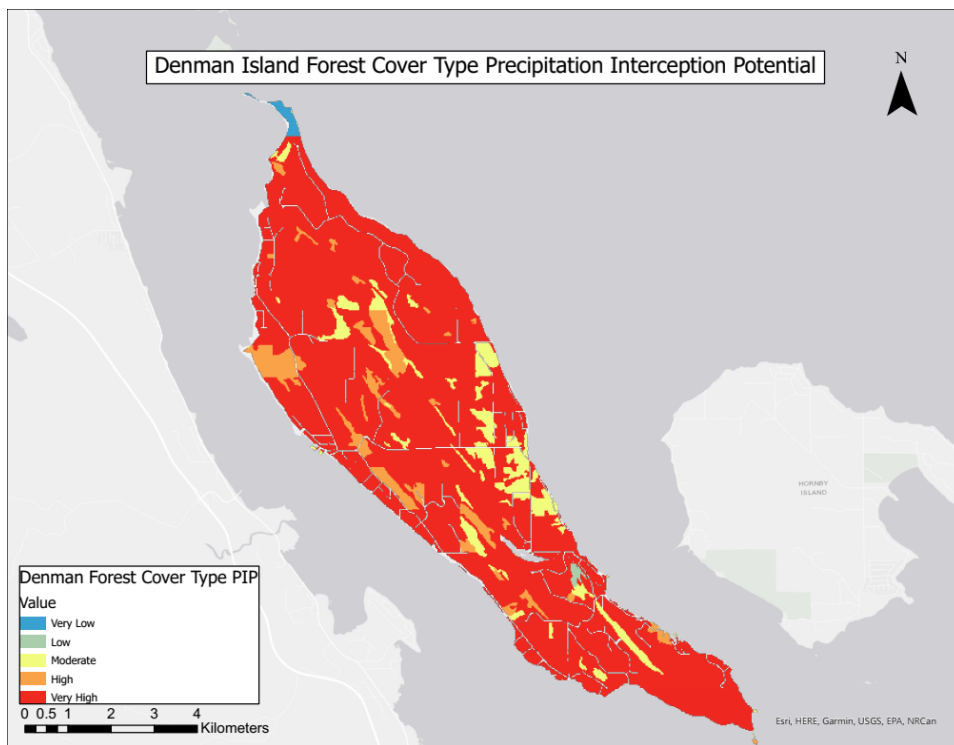 Denman Island Forest Cover Type Precipitation Interception Potential
N
HORNBY
ISLAND
Denman Forest Cover Type PIP
Value
Very Low
Low
Moderate
High
Very High
0 0.5 1 2 3 4
Kilometers
Esri, HERE, Garmin, USGS, EPA, NRCan